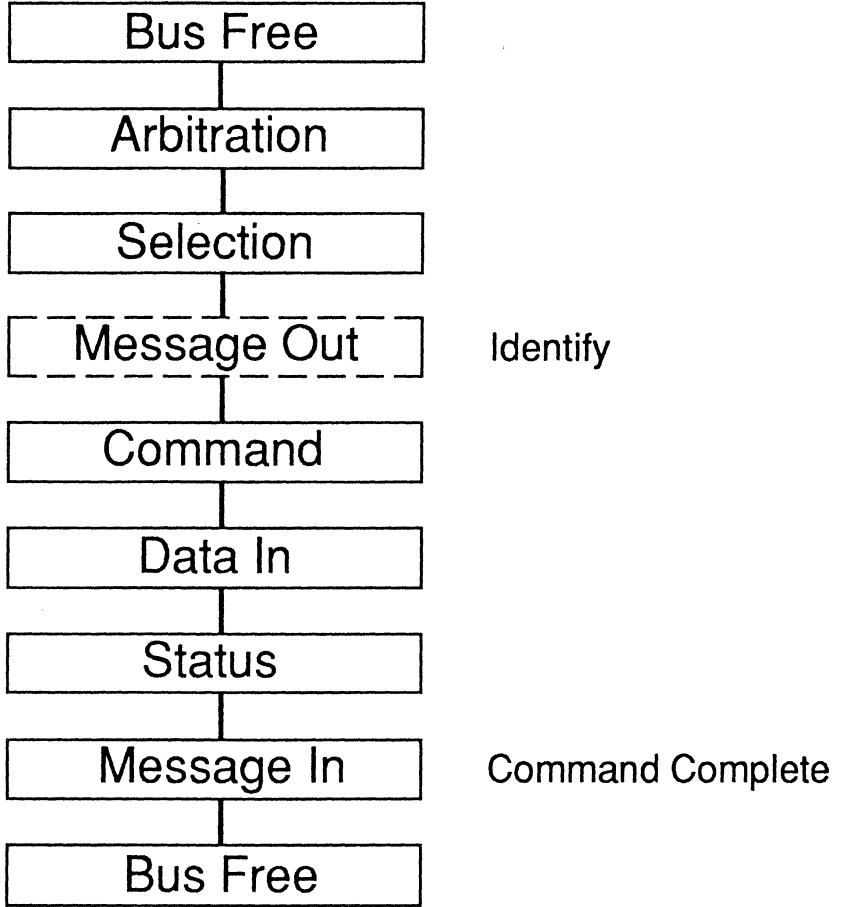 Bus Free
Arbitration
Selection
Message Out Identify
Command
Data In
Status
Message In Command Complete
Bus Free